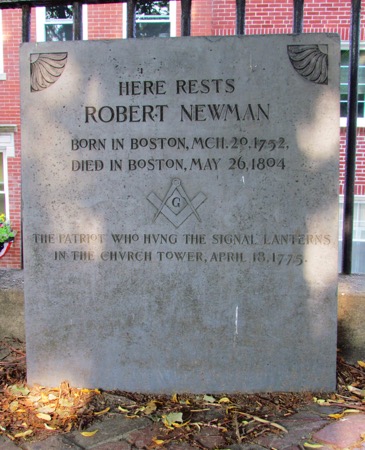 HERE RESTS
ROBERT NEWMAN
BORN IN BOSTON, MCH. 20, 1752,
DIED IN BOSTON, MAY 26, 1804
G
THE PATRIOT WHO HVNG THE SIGNAL LANTERNS
IN THE CHVRCH TOWER, APRIL 18, 1775.